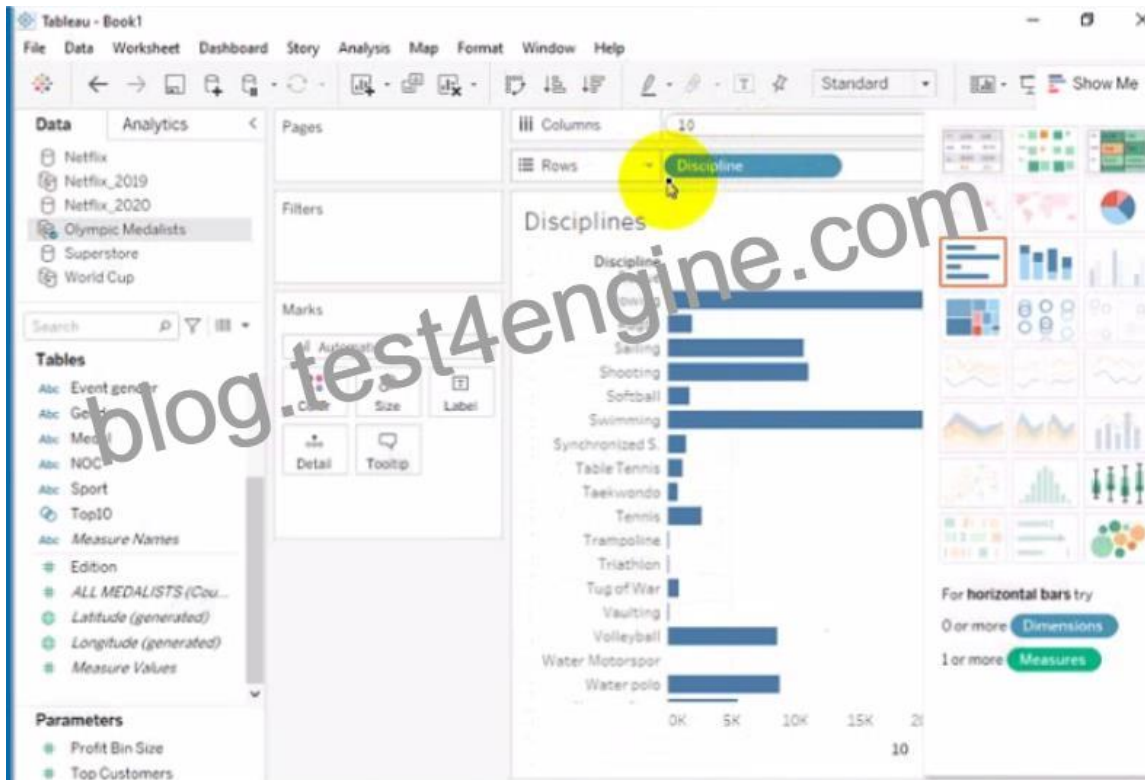 Tableau - Book1
File Data Worksheet Dashboard Story Analysis Map Format Window Help
Standard
Show Me
Data Analytics
Netflix
Netflix_2019
Netflix_2020
Olympic Medalists
Superstore
World Cup
Search
Tables
Event gender
Gender
Medal
NOC
Sport
Top10
Measure Names
Edition
ALL MEDALISTS (Cou...
Latitude (generated)
Longitude (generated)
Measure Values
Parameters
Profit Bin Size
Top Customers
Pages
Filters
Marks
Automatic
Color Size Label
Detail Tooltip
Columns 10
Rows Discipline
Disciplines
Discipline
Rowing
Sailing
Shooting
Softball
Swimming
Synchronized S.
Table Tennis
Taekwondo
Tennis
Trampoline
Triathlon
Tug of War
Vaulting
Volleyball
Water Motorspor
Water polo
0K 5K 10K 15K
10
For horizontal bars try
0 or more Dimensions
1 or more Measures
blog.test4engine.com